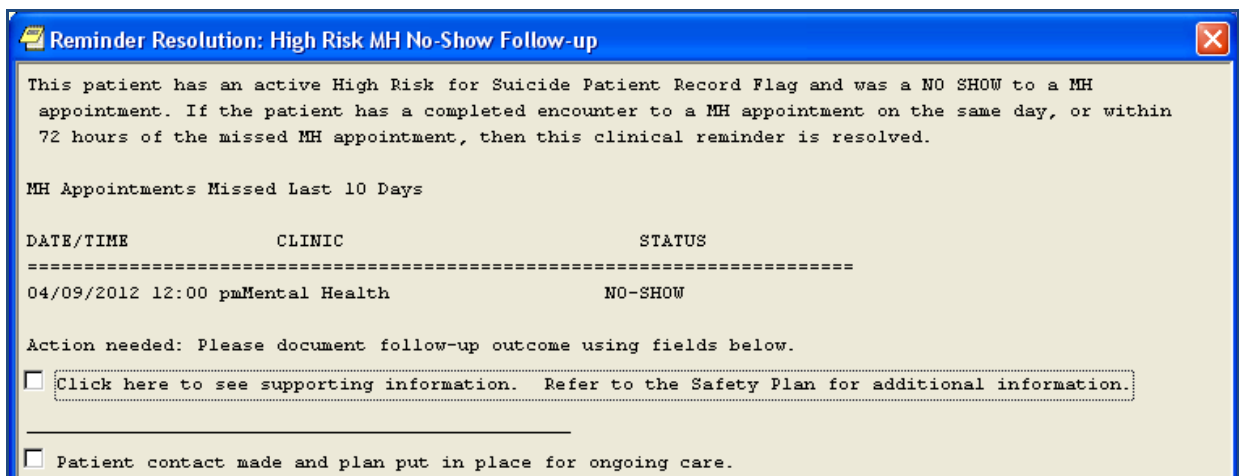 Reminder Resolution: High Risk MH No-Show Follow-up
This patient has an active High Risk for Suicide Patient Record Flag and was a NO SHOW to a MH
appointment. If the patient has a completed encounter to a MH appointment on the same day, or within
72 hours of the missed MH appointment, then this clinical reminder is resolved.
MH Appointments Missed Last 10 Days
DATE/TIME CLINIC STATUS
=========================================================================
04/09/2012 12:00 pmMental Health NO-SHOW
Action needed: Please document follow-up outcome using fields below.
Click here to see supporting information. Refer to the Safety Plan for additional information.
Patient contact made and plan put in place for ongoing care.